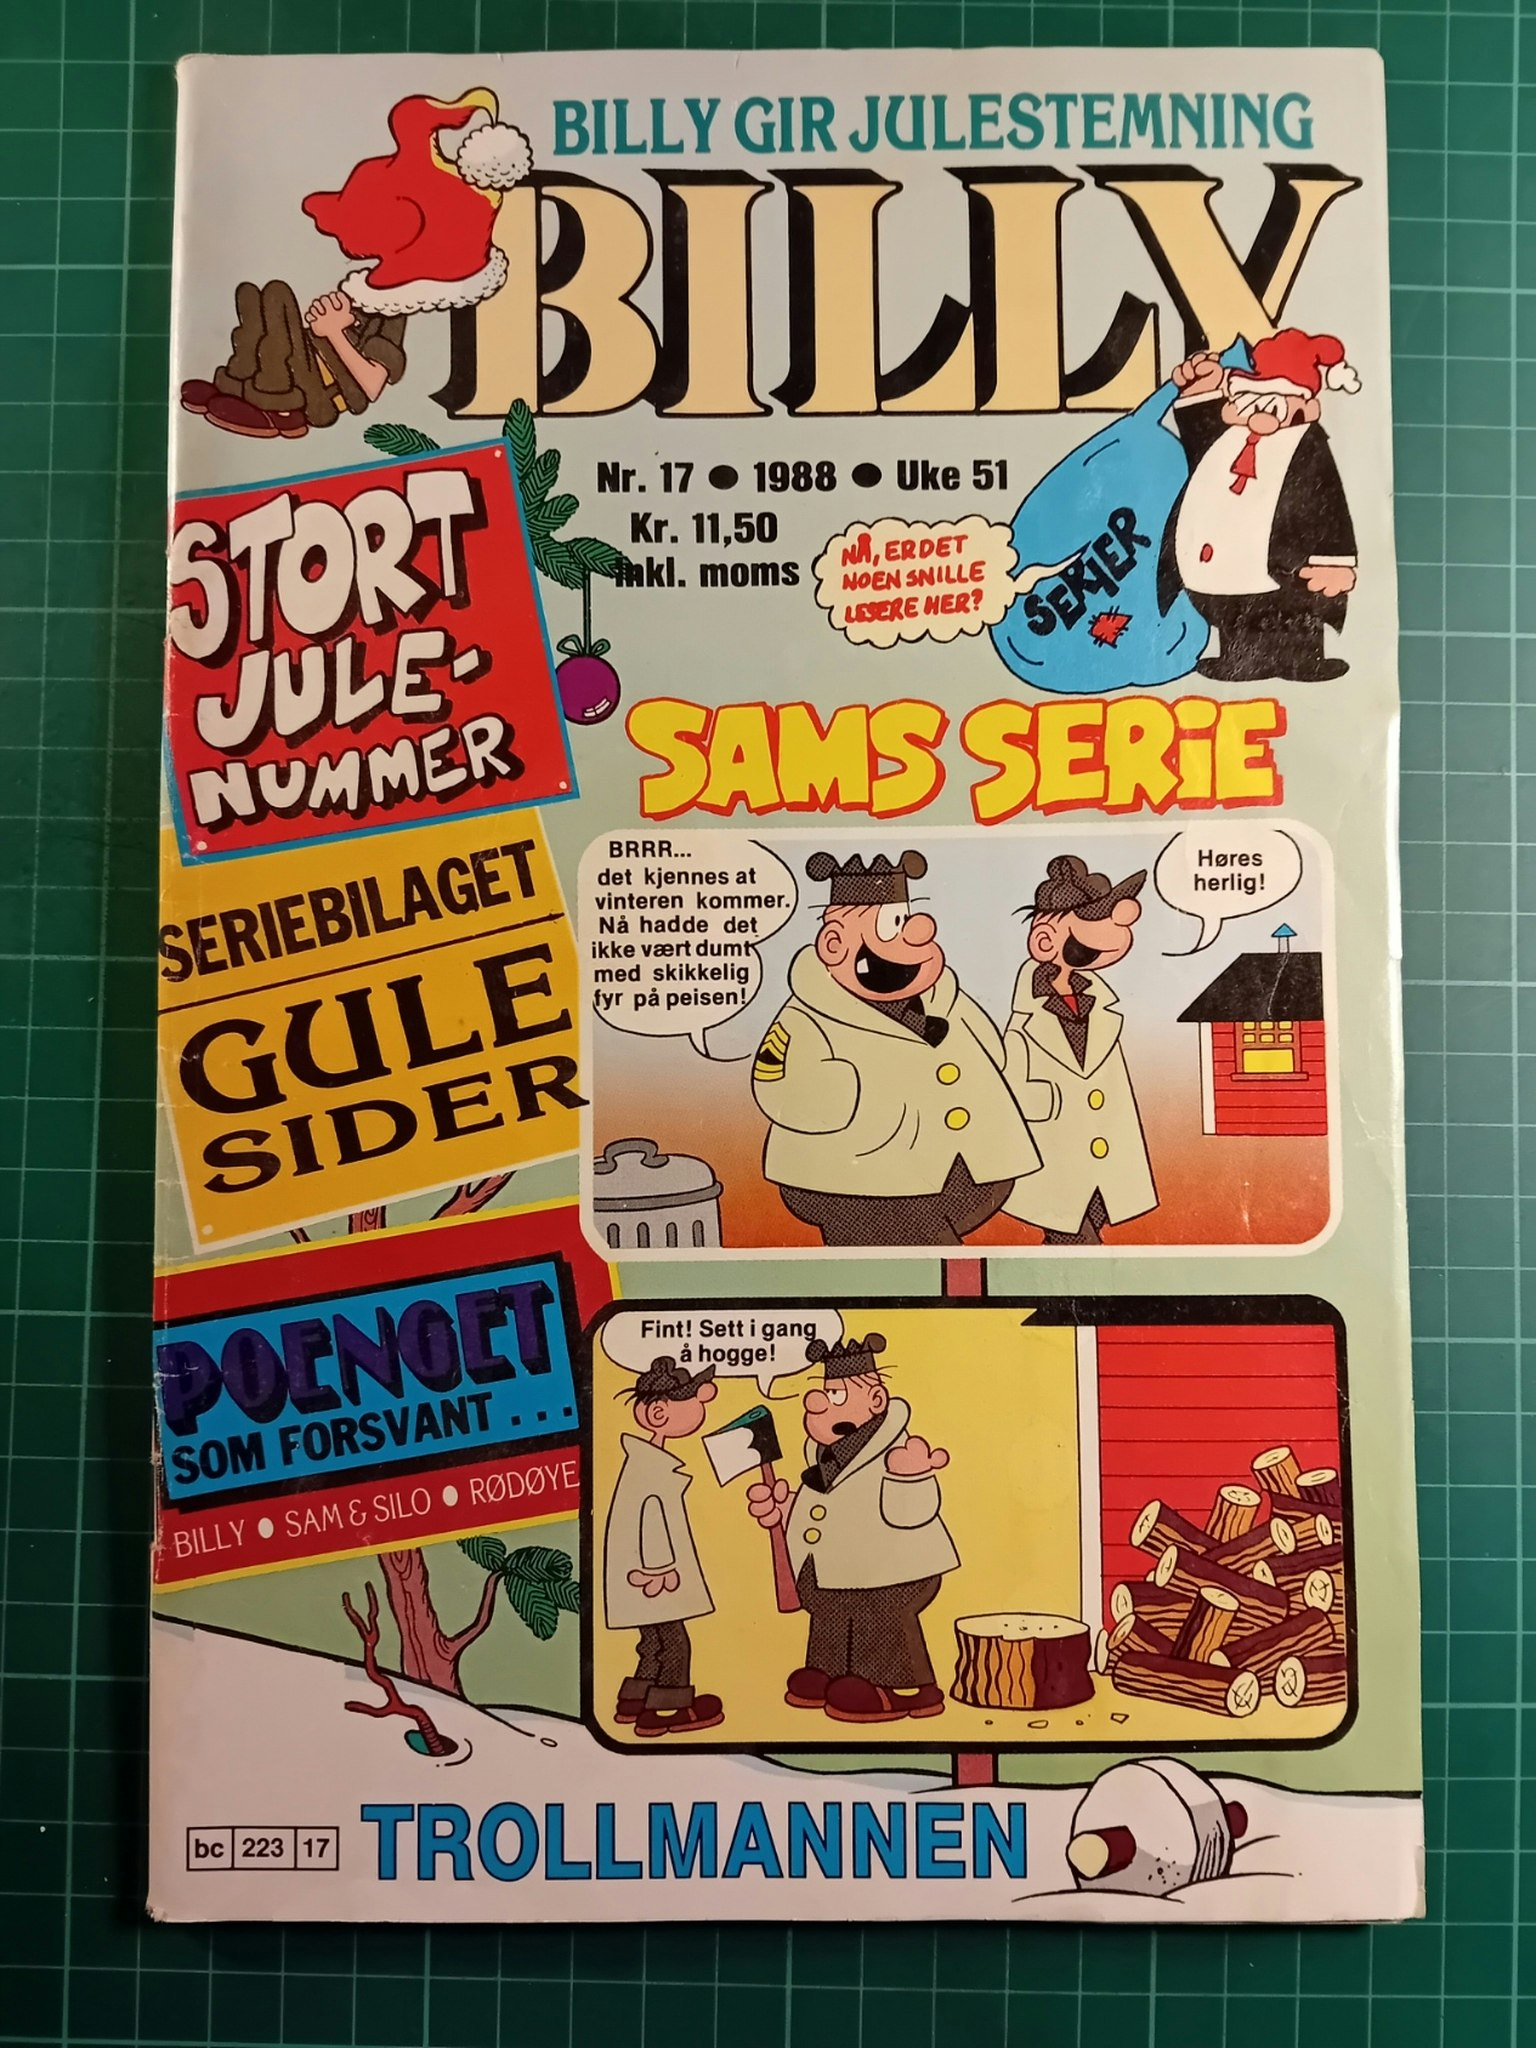 BILLY GIR JULESTEMNING
BILLY
Nr. 17 ● 1988 ● Uke 51
Kr. 11,50
inkl. moms
NÅ, ER DET
NOEN SNILLE
LESERE HER?
SERIER
STORT
JULE-
NUMMER
SERIEBILAGET
GULE
SIDER
POENGET
SOM FORSVANT...
BILLY ● SAM & SILO ● RØDØYE
SAMS SERIE
BRRR...
det kjennes at
vinteren kommer.
Nå hadde det
ikke vært dumt
med skikkelig
fyr på peisen!
Høres
herlig!
Fint! Sett i gang
å hogge!
bc 223 17
TROLLMANNEN